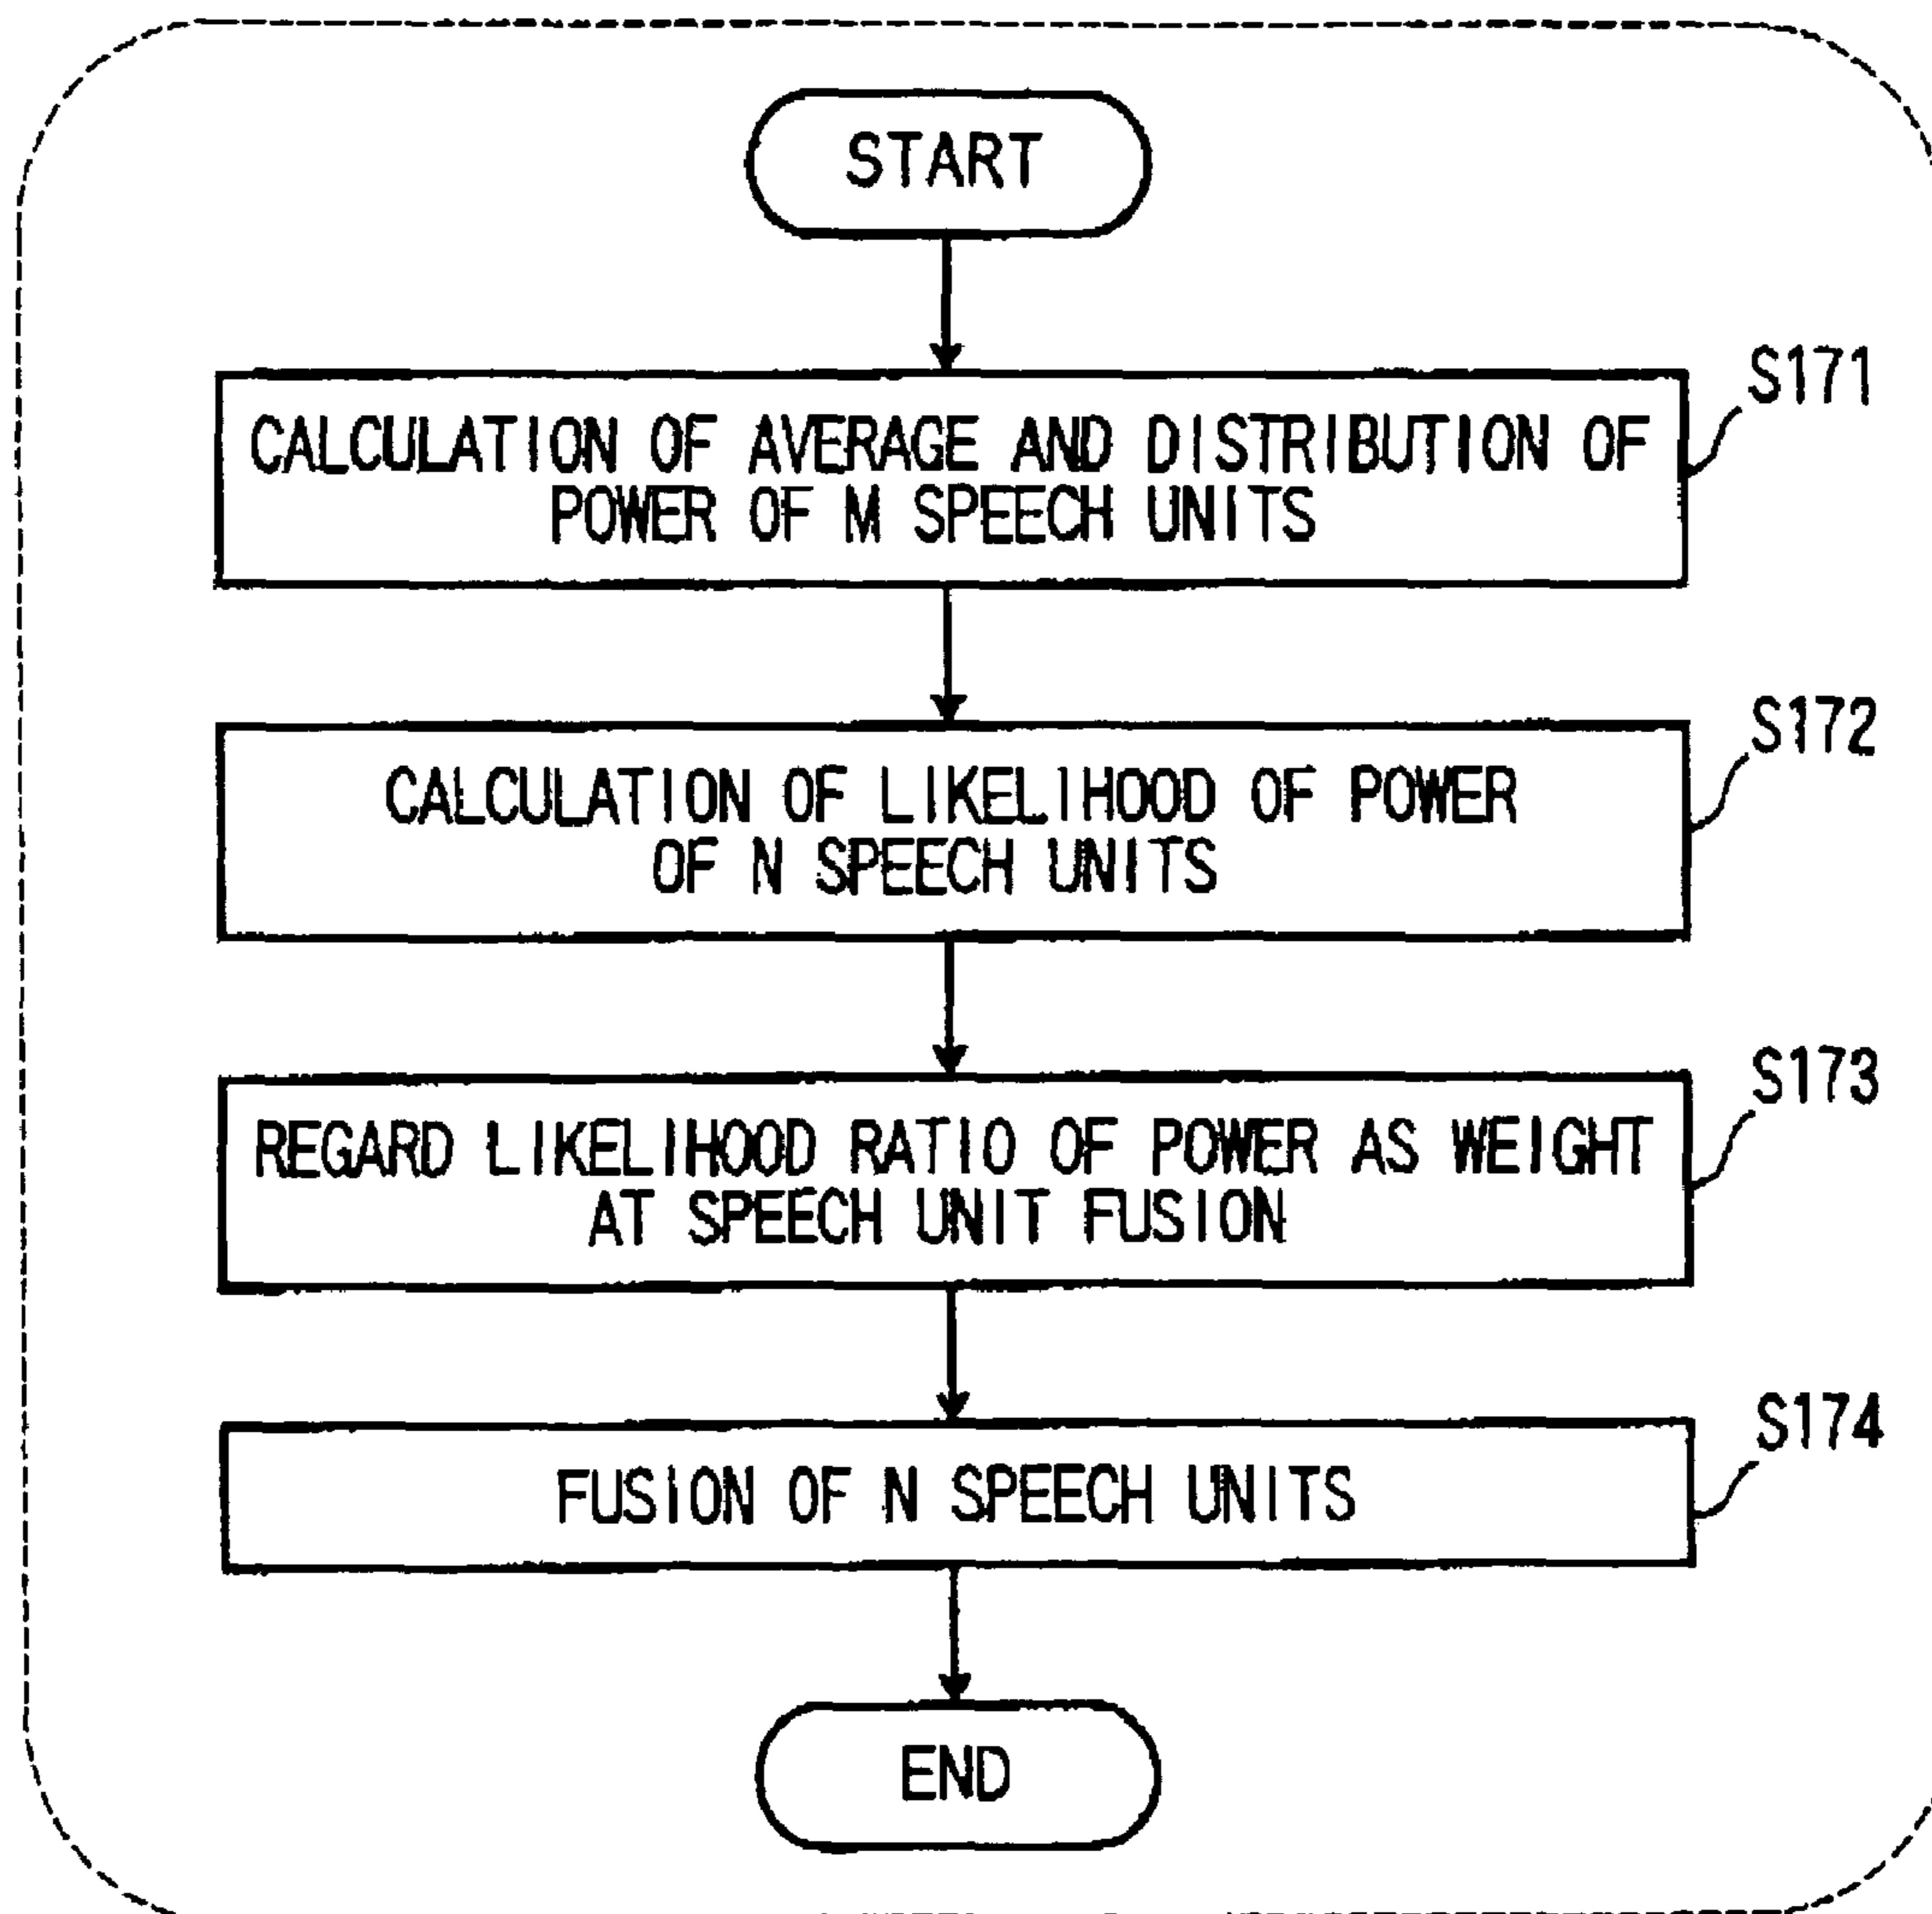 START
S171
CALCULATION OF AVERAGE AND DISTRIBUTION OF
POWER OF M SPEECH UNITS
S172
CALCULATION OF LIKELIHOOD OF POWER
OF N SPEECH UNITS
S173
REGARD LIKELIHOOD RATIO OF POWER AS WEIGHT
AT SPEECH UNIT FUSION
S174
FUSION OF N SPEECH UNITS
END